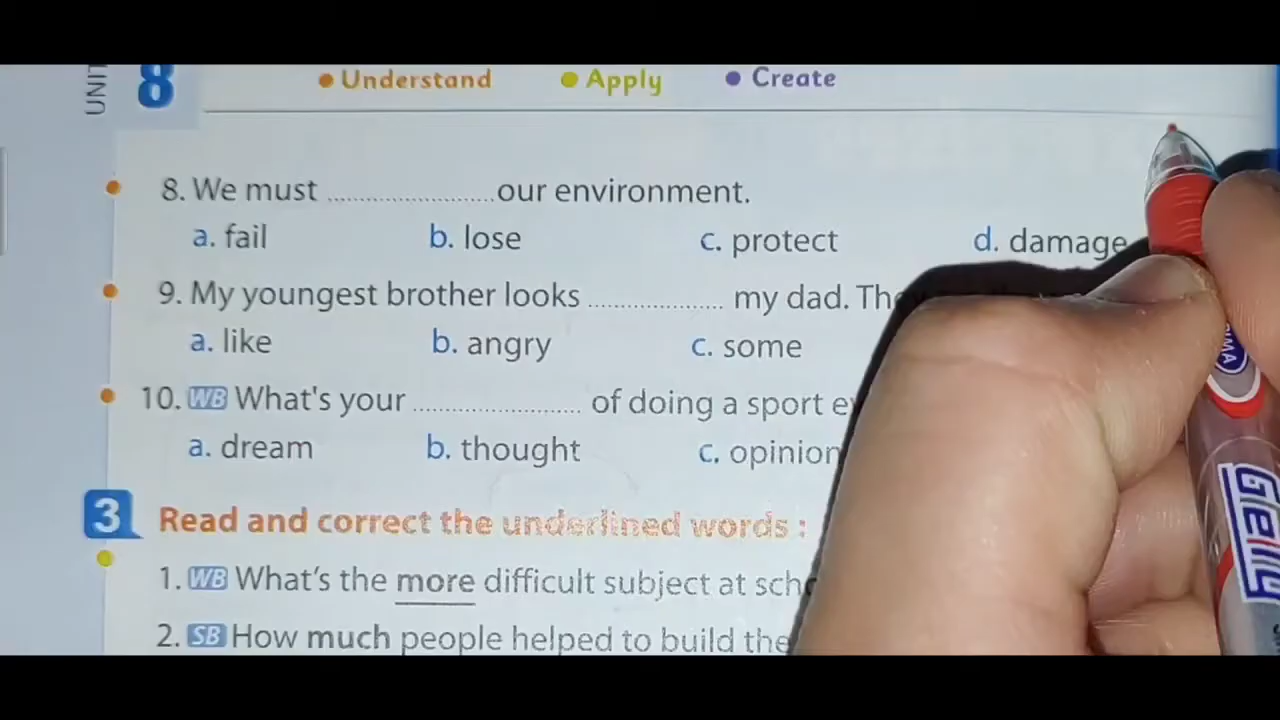 UNIT 8
Understand Apply Create
8. We must ........................ our environment.
a. fail b. lose c. protect d. damage
9. My youngest brother looks .................... my dad.
a. like b. angry c. some
10. WB What's your ........................ of doing a sport
a. dream b. thought c. opinion
3 Read and correct the underlined words :
1. WB What's the more difficult subject at
2. SB How much people helped to build the
Gelly